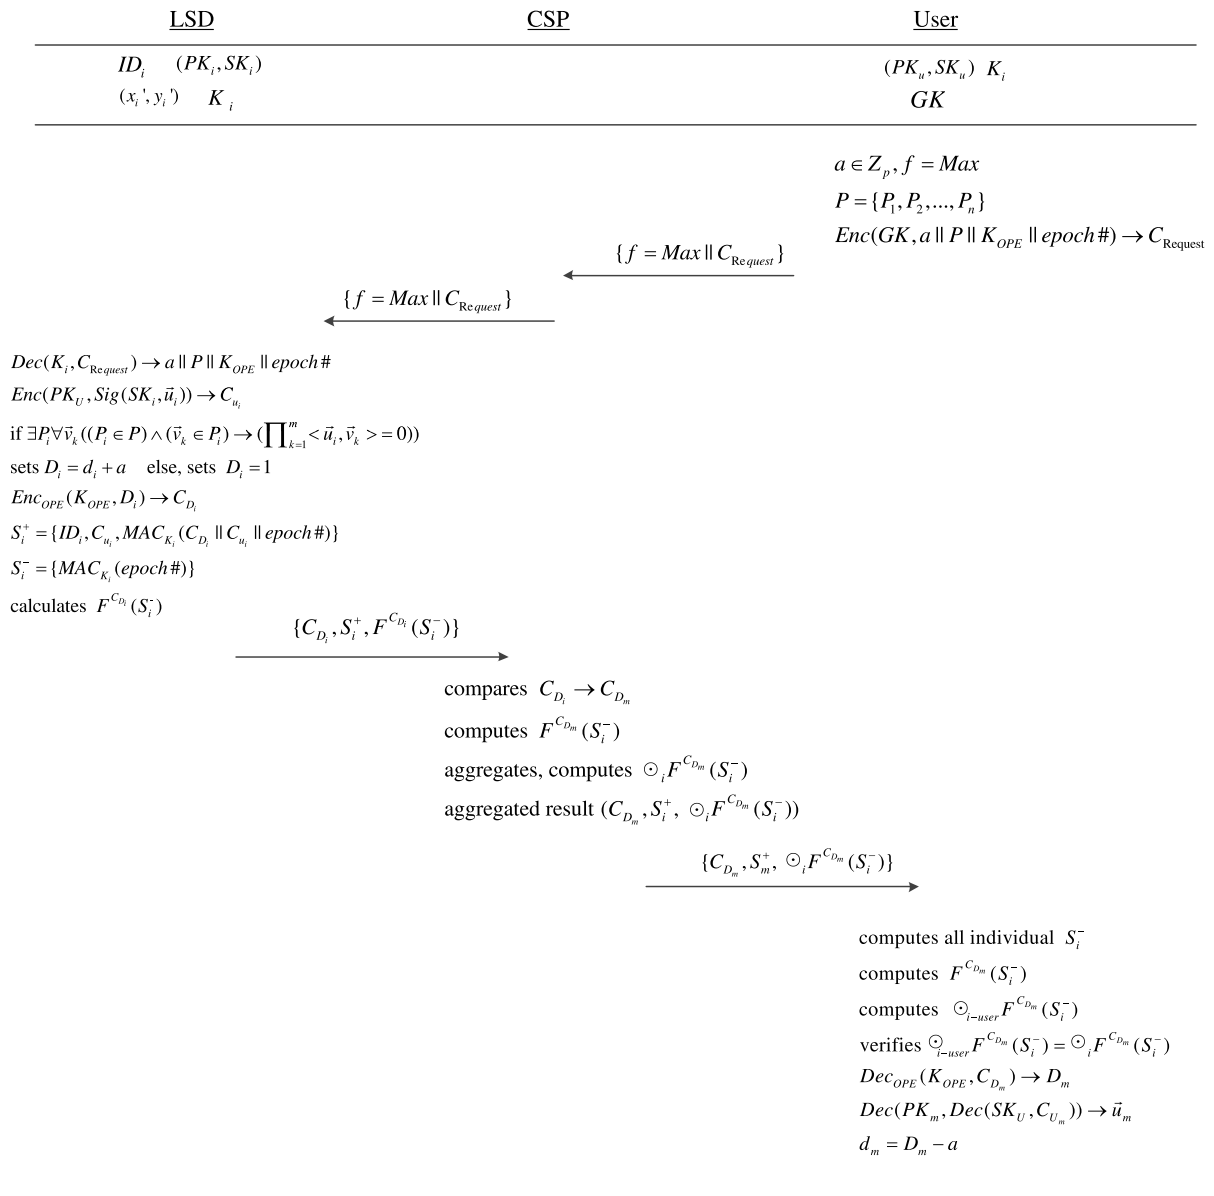 LSD CSP User
ID_i (PK_i, SK_i) (PK_u, SK_u) K_i
(x_i', y_i') K_i GK
a ∈ Z_p, f = Max
P = {P_1, P_2, ..., P_n}
Enc(GK, a || P || K_OPE || epoch#) → C_Request
{f = Max || C_Request}
{f = Max || C_Request}
Dec(K_i, C_Request) → a || P || K_OPE || epoch#
Enc(PK_U, Sig(SK_i, u⃗_i)) → C_{u_i}
if ∃P_i∀v⃗_k((P_i ∈ P) ∧ (v⃗_k ∈ P_i) → (∏_{k=1}^{m} < u⃗_i, v⃗_k > = 0))
sets D_i = d_i + a else, sets D_i = 1
Enc_OPE(K_OPE, D_i) → C_{D_i}
S_i^+ = {ID_i, C_{u_i}, MAC_{K_i}(C_{D_i} || C_{u_i} || epoch#)}
S_i^- = {MAC_{K_i}(epoch#)}
calculates F^{C_{D_i}}(S_i^-)
{C_{D_i}, S_i^+, F^{C_{D_i}}(S_i^-)}
compares C_{D_i} → C_{D_m}
computes F^{C_{D_m}}(S_i^-)
aggregates, computes ⊙_i F^{C_{D_m}}(S_i^-)
aggregated result (C_{D_m}, S_i^+, ⊙_i F^{C_{D_m}}(S_i^-))
{C_{D_m}, S_m^+, ⊙_i F^{C_{D_m}}(S_i^-)}
computes all individual S_i^-
computes F^{C_{D_m}}(S_i^-)
computes ⊙_{i-user} F^{C_{D_m}}(S_i^-)
verifies ⊙_{i-user} F^{C_{D_m}}(S_i^-) = ⊙_i F^{C_{D_m}}(S_i^-)
Dec_OPE(K_OPE, C_{D_m}) → D_m
Dec(PK_m, Dec(SK_U, C_{U_m})) → u⃗_m
d_m = D_m - a